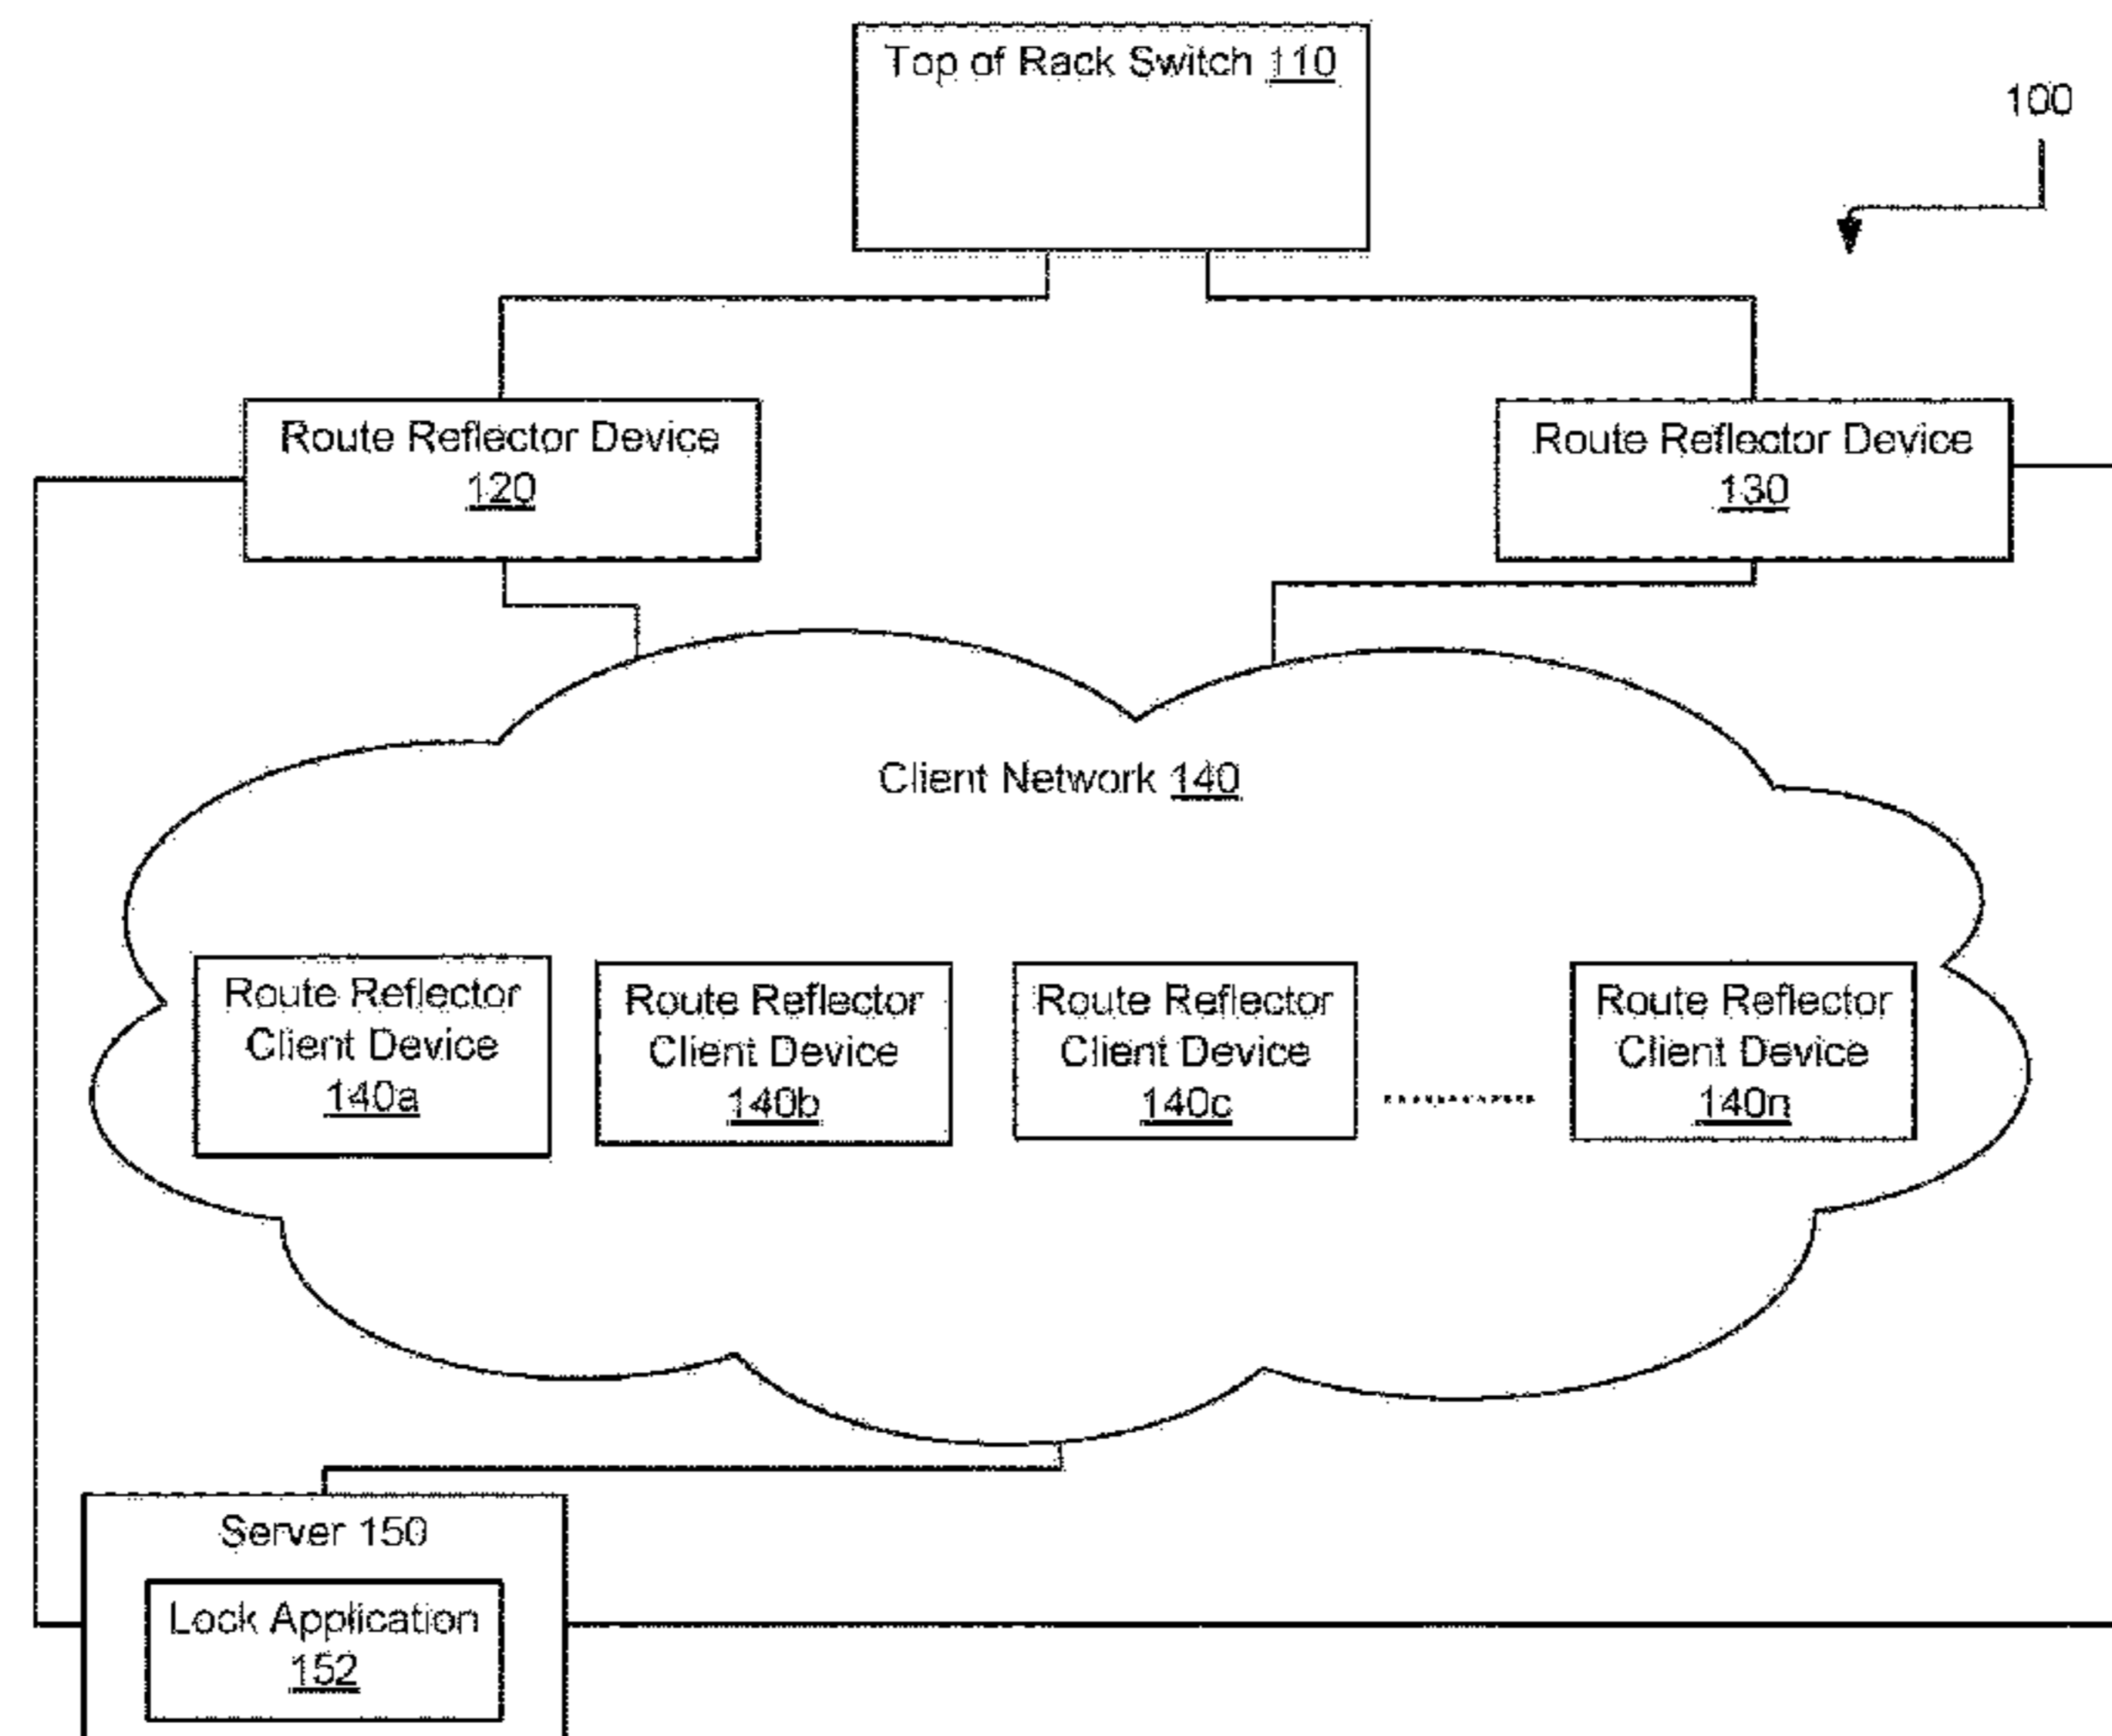 Top of Rack Switch 110
100
Route Reflector Device
120
Route Reflector Device
130
Client Network 140
Route Reflector
Client Device
140a
Route Reflector
Client Device
140b
Route Reflector
Client Device
140c
Route Reflector
Client Device
140n
Server 150
Lock Application
152